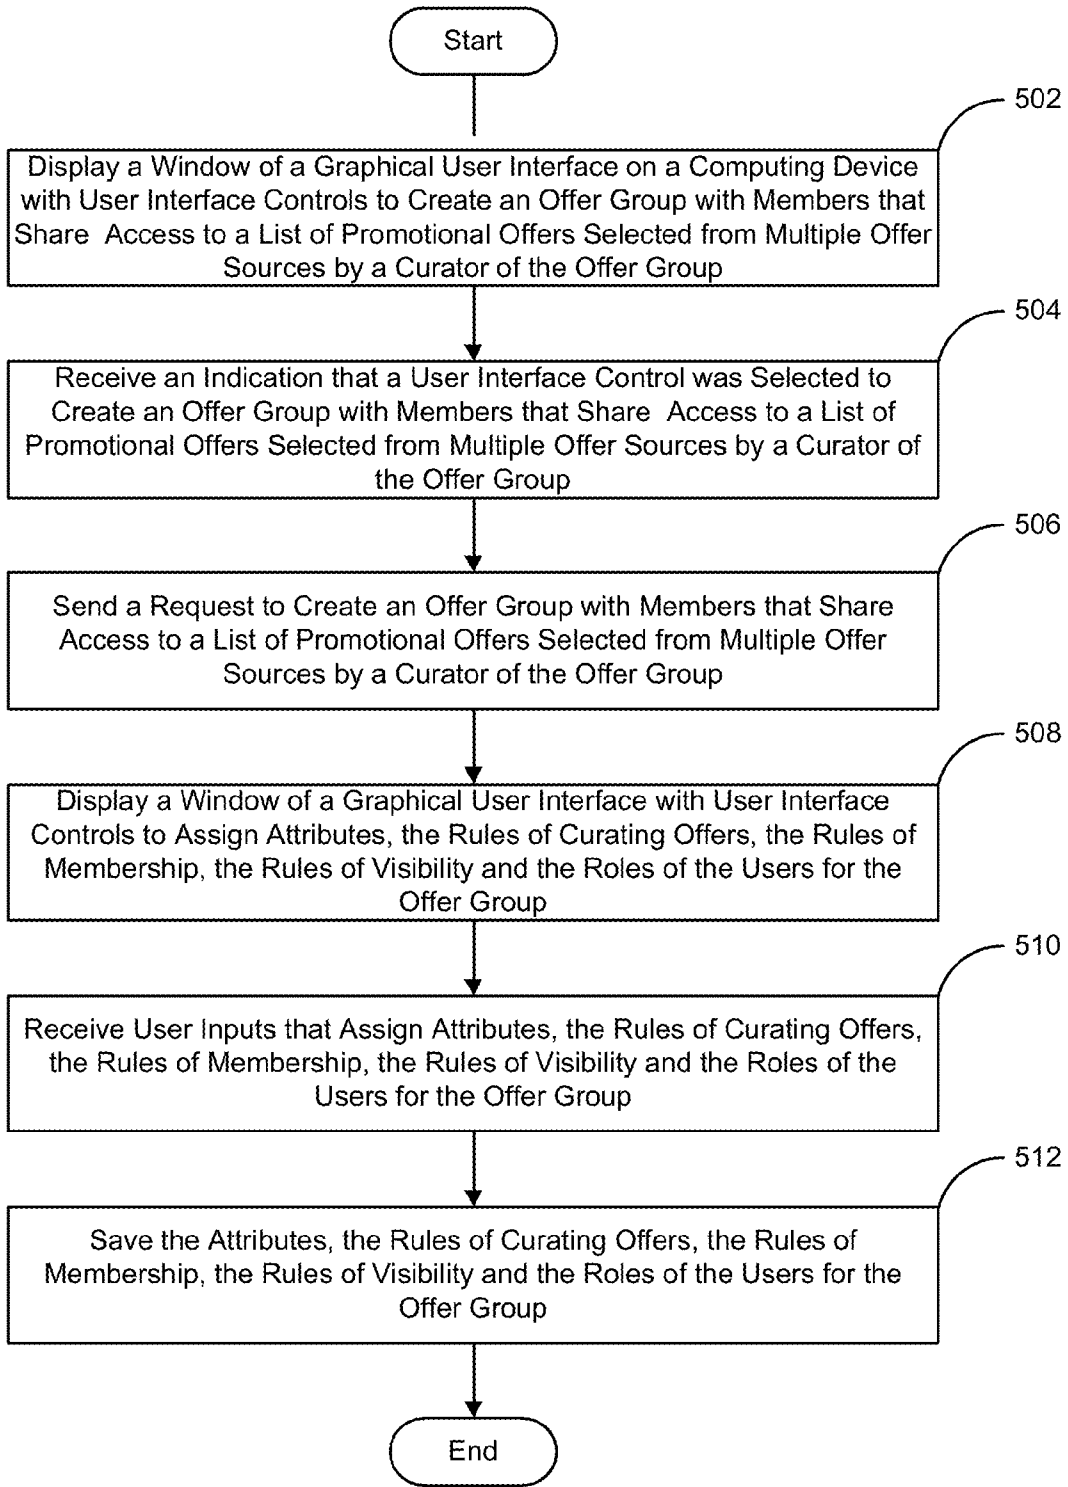 Start
502
Display a Window of a Graphical User Interface on a Computing Device
with User Interface Controls to Create an Offer Group with Members that
Share Access to a List of Promotional Offers Selected from Multiple Offer
Sources by a Curator of the Offer Group
504
Receive an Indication that a User Interface Control was Selected to
Create an Offer Group with Members that Share Access to a List of
Promotional Offers Selected from Multiple Offer Sources by a Curator of
the Offer Group
506
Send a Request to Create an Offer Group with Members that Share
Access to a List of Promotional Offers Selected from Multiple Offer
Sources by a Curator of the Offer Group
508
Display a Window of a Graphical User Interface with User Interface
Controls to Assign Attributes, the Rules of Curating Offers, the Rules of
Membership, the Rules of Visibility and the Roles of the Users for the
Offer Group
510
Receive User Inputs that Assign Attributes, the Rules of Curating Offers,
the Rules of Membership, the Rules of Visibility and the Roles of the
Users for the Offer Group
512
Save the Attributes, the Rules of Curating Offers, the Rules of
Membership, the Rules of Visibility and the Roles of the Users for the
Offer Group
End